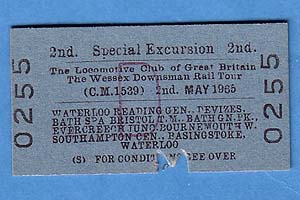 2nd. Special Excursion 2nd.
The Locomotive Club of Great Britain
The Wessex Downsman Rail Tour
(C.M.1539) 2nd. MAY 1965
WATERLOO READING GEN., DEVIZES,
BATH SPA BRISTOL T.M. BATH GN. PK.,
EVERCREECH JUNC. BOURNEMOUTH W.
SOUTHAMPTON CEN., BASINGSTOKE,
WATERLOO
(S) FOR CONDITIONS SEE OVER
0255
0255